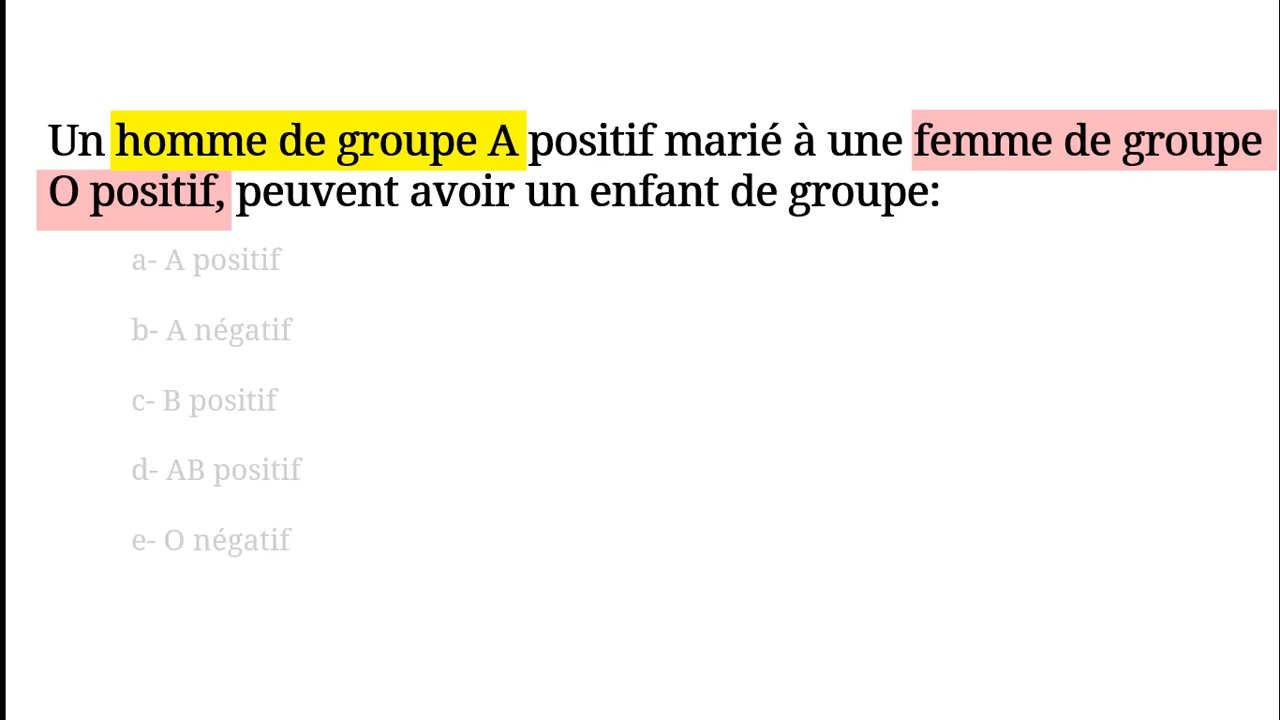 Un homme de groupe A positif marié à une femme de groupe
O positif, peuvent avoir un enfant de groupe:
a- A positif
b- A négatif
c- B positif
d- AB positif
e- O négatif